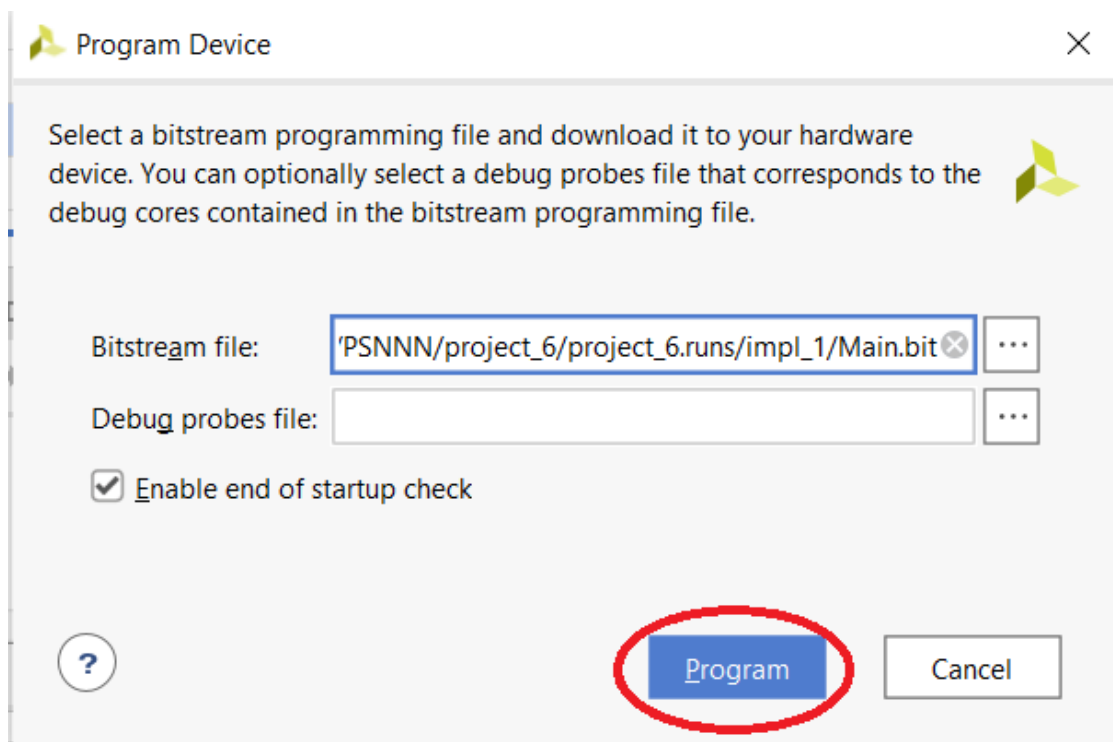 Program Device
Select a bitstream programming file and download it to your hardware
device. You can optionally select a debug probes file that corresponds to the
debug cores contained in the bitstream programming file.
Bitstream file: PSNNN/project_6/project_6.runs/impl_1/Main.bit ...
Debug probes file: ...
Enable end of startup check
? Program Cancel